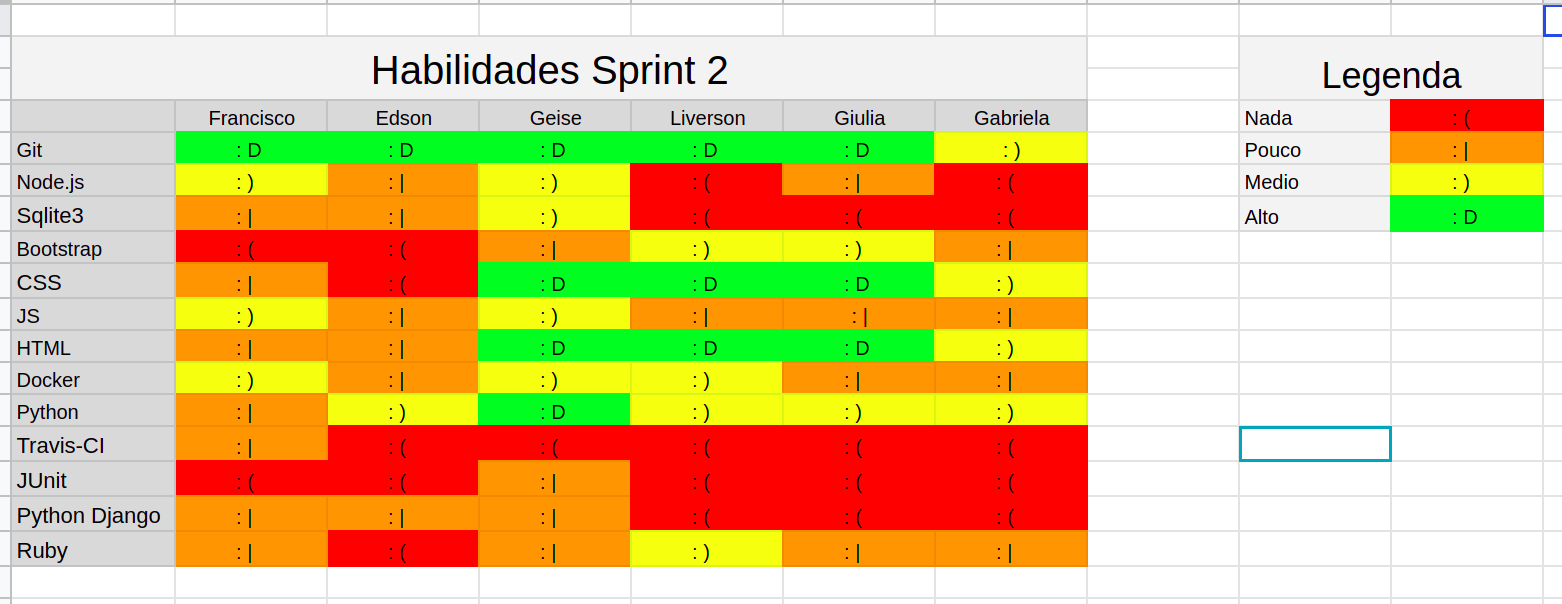 Habilidades Sprint 2 Legenda
Francisco Edson Geise Liverson Giulia Gabriela Nada : (
Git : D : D : D : D : D : ) Pouco : |
Node.js : ) : | : ) : ( : | : ( Medio : )
Sqlite3 : | : | : ) : ( : ( : ( Alto : D
Bootstrap : ( : ( : | : ) : ) : |
CSS : | : ( : D : D : D : )
JS : ) : | : ) : | : | : |
HTML : | : | : D : D : D : )
Docker : ) : | : ) : ) : | : |
Python : | : ) : D : ) : ) : )
Travis-CI : | : ( : ( : ( : ( : (
JUnit : ( : ( : | : ( : ( : (
Python Django : | : | : | : ( : ( : (
Ruby : | : ( : | : ) : | : |